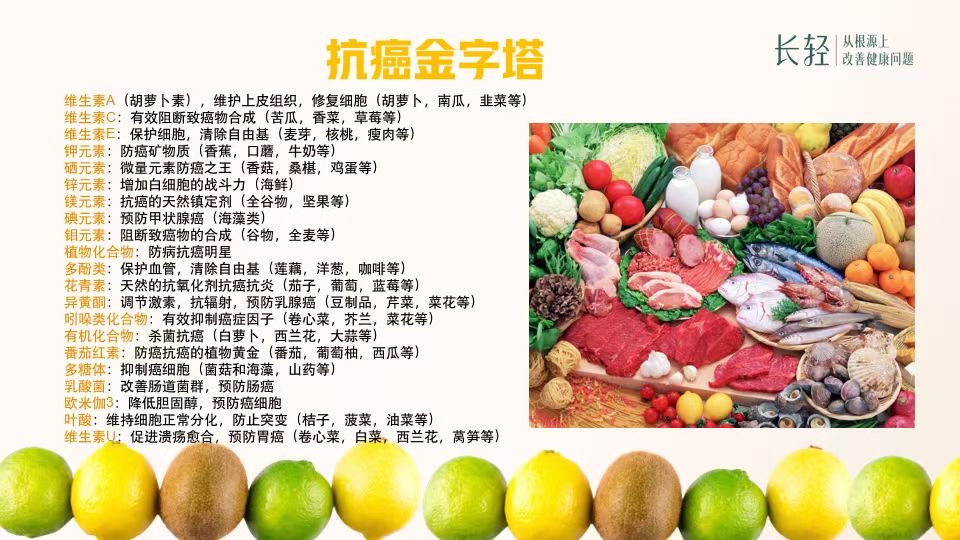 抗癌金字塔
长轻
从根源上
改善健康问题
维生素A（胡萝卜素），维护上皮组织，修复细胞（胡萝卜，南瓜，韭菜等）
维生素C：有效阻断致癌物合成（苦瓜，香菜，草莓等）
维生素E：保护细胞，清除自由基（麦芽，核桃，瘦肉等）
钾元素：防癌矿物质（香蕉，口蘑，牛奶等）
硒元素：微量元素防癌之王（香菇，桑椹，鸡蛋等）
锌元素：增加白细胞的战斗力（海鲜）
镁元素：抗癌的天然镇定剂（全谷物，坚果等）
碘元素：预防甲状腺癌（海藻类）
钼元素：阻断致癌物的合成（谷物，全麦等）
植物化合物：防病抗癌明星
多酚类：保护血管，清除自由基（莲藕，洋葱，咖啡等）
花青素：天然的抗氧化剂抗癌抗炎（茄子，葡萄，蓝莓等）
异黄酮：调节激素，抗辐射，预防乳腺癌（豆制品，芹菜，菜花等）
吲哚类化合物：有效抑制癌症因子（卷心菜，芥兰，菜花等）
有机化合物：杀菌抗癌（白萝卜，西兰花，大蒜等）
番茄红素：防癌抗癌的植物黄金（番茄，葡萄柚，西瓜等）
多糖体：抑制癌细胞（菌菇和海藻，山药等）
乳酸菌：改善肠道菌群，预防肠癌
欧米伽3：降低胆固醇，预防癌细胞
叶酸：维持细胞正常分化，防止突变（桔子，菠菜，油菜等）
维生素U：促进溃疡愈合，预防胃癌（卷心菜，白菜，西兰花，莴笋等）